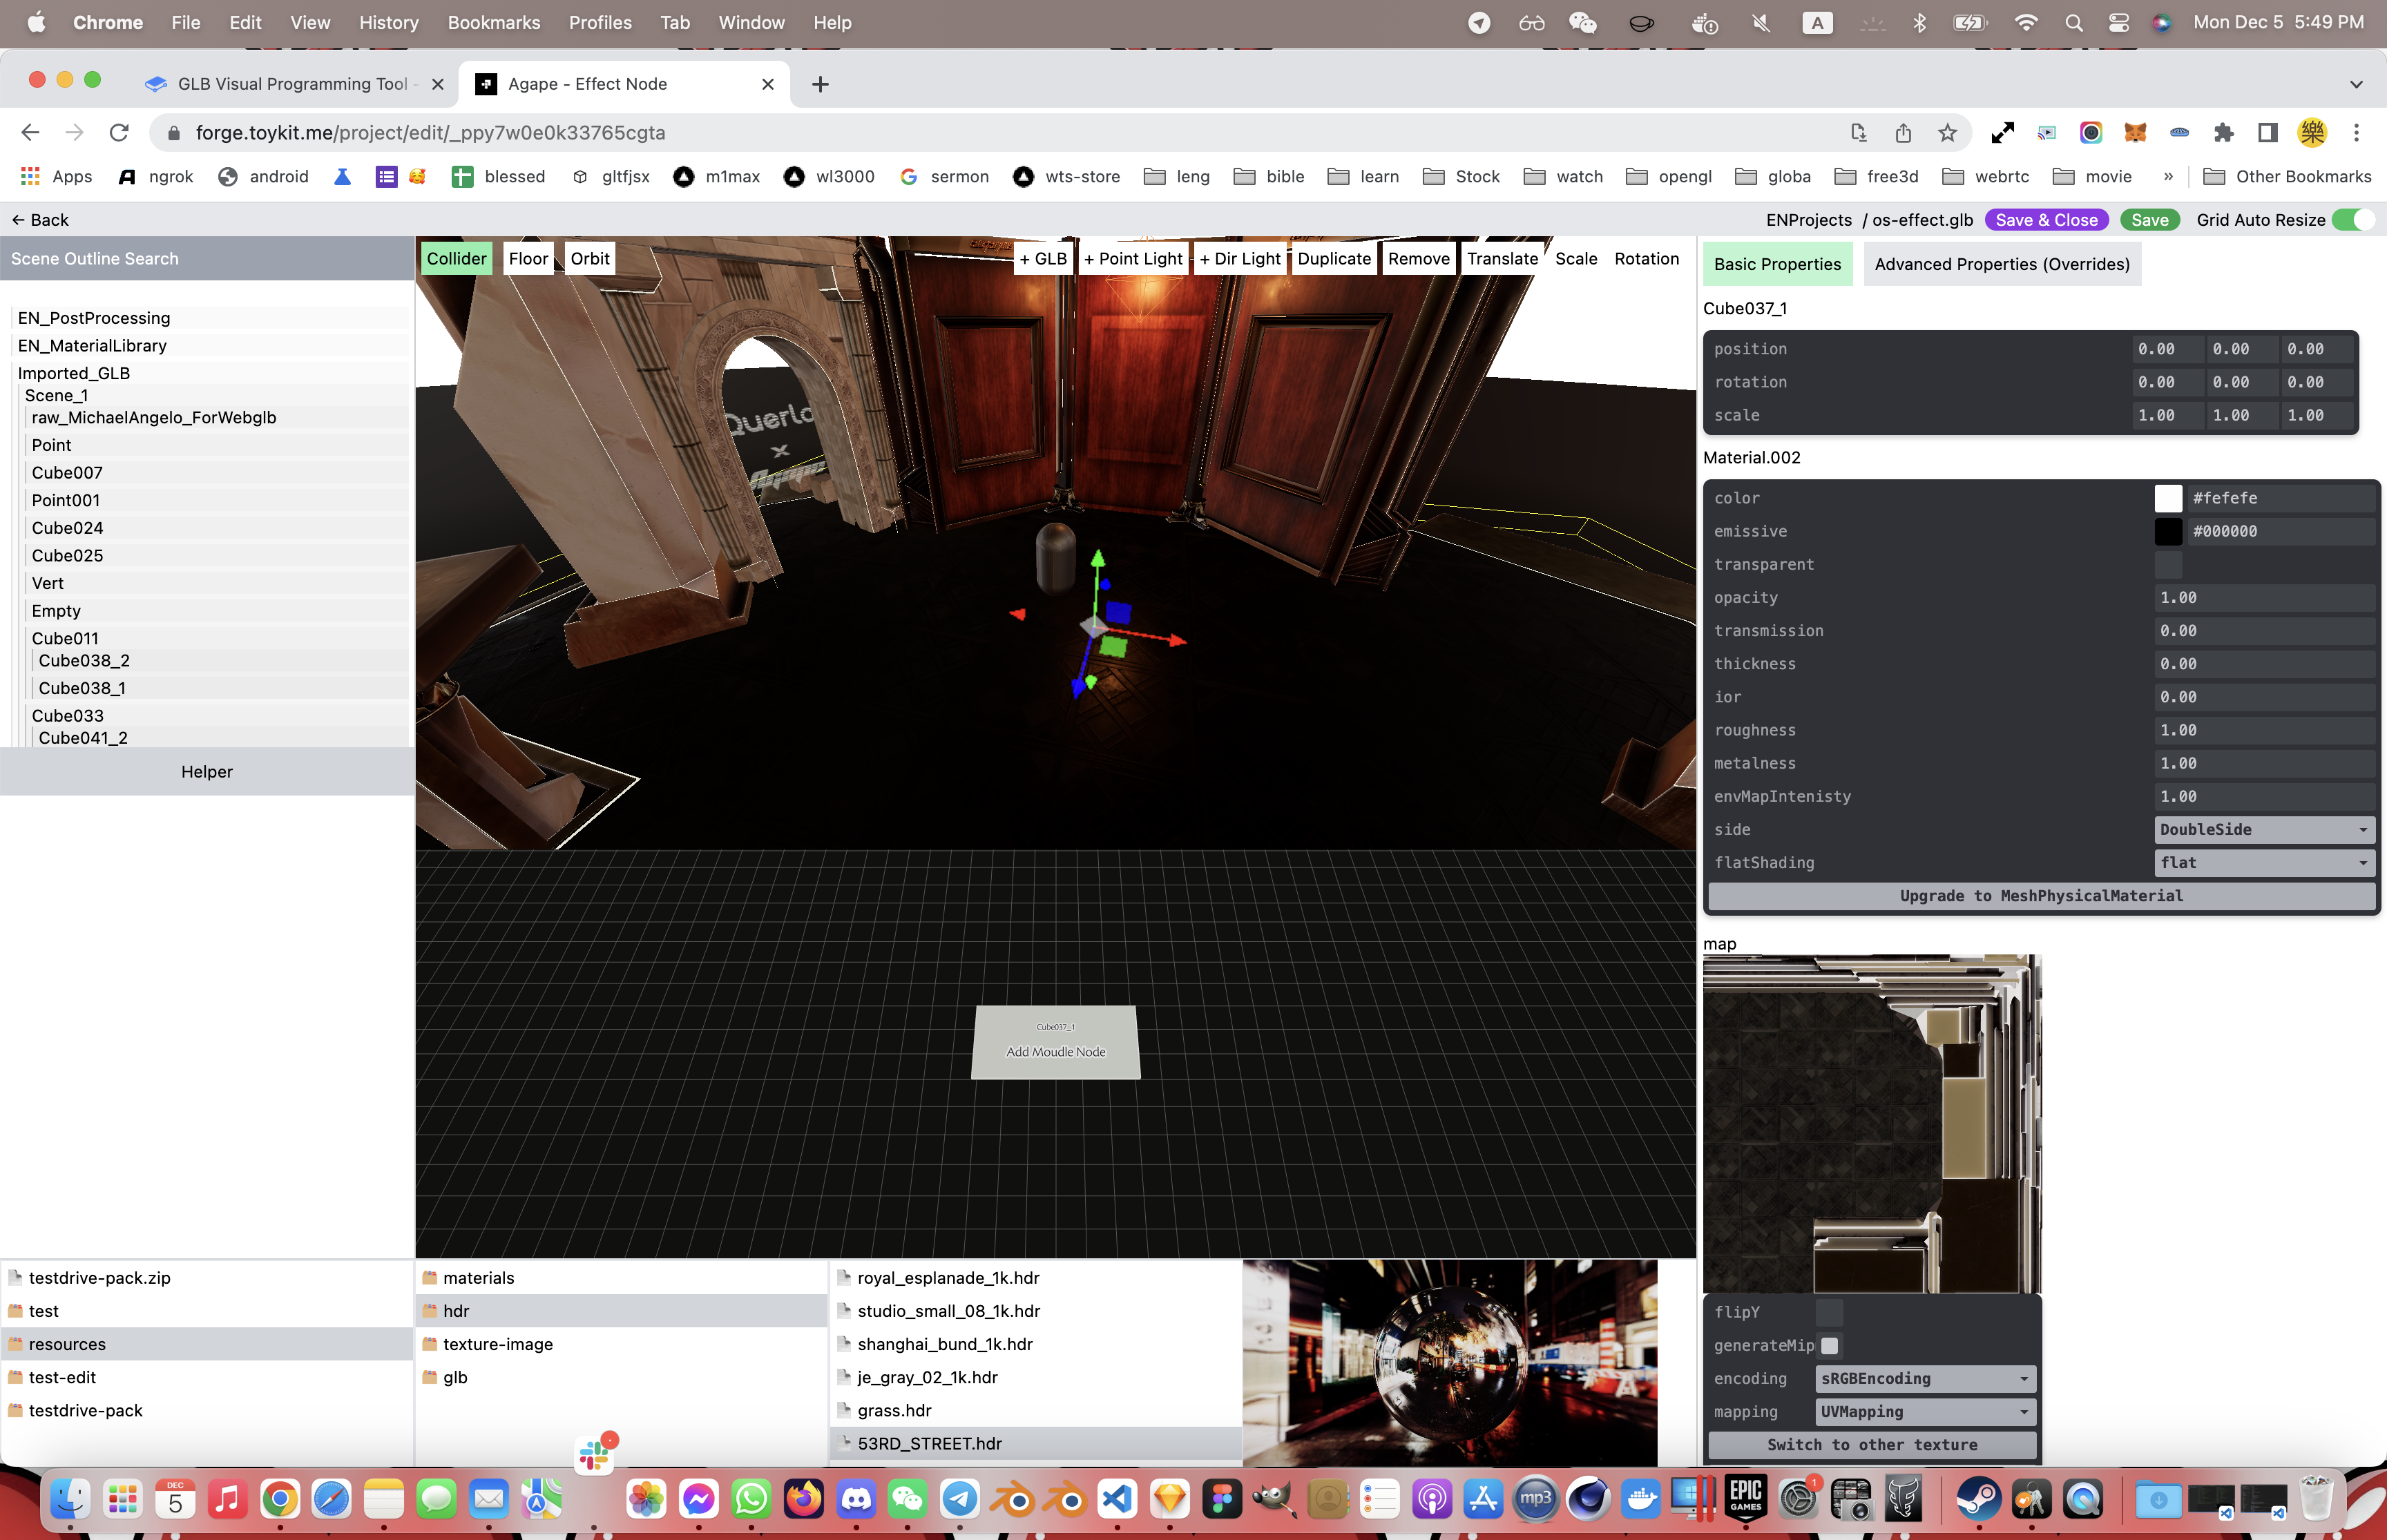 Chrome File Edit View History Bookmarks Profiles Tab Window Help
A
Mon Dec 5 5:49 PM
GLB Visual Programming Tool -
Agape - Effect Node
forge.toykit.me/project/edit/_ppy7w0e0k33765cgta
樂
Apps ngrok android blessed gltfjsx m1max wl3000 sermon wts-store leng bible learn Stock watch opengl globa free3d webrtc movie » Other Bookmarks
← Back
ENProjects / os-effect.glb Save & Close Save Grid Auto Resize
Scene Outline Search
EN_PostProcessing
EN_MaterialLibrary
Imported_GLB
Scene_1
raw_MichaelAngelo_ForWebglb
Point
Cube007
Point001
Cube024
Cube025
Vert
Empty
Cube011
Cube038_2
Cube038_1
Cube033
Cube041_2
Helper
Collider Floor Orbit + GLB + Point Light + Dir Light Duplicate Remove Translate Scale Rotation
Querlo
x
Cube037_1
Add Moudle Node
Basic Properties Advanced Properties (Overrides)
Cube037_1
position 0.00 0.00 0.00
rotation 0.00 0.00 0.00
scale 1.00 1.00 1.00
Material.002
color #fefefe
emissive #000000
transparent
opacity 1.00
transmission 0.00
thickness 0.00
ior 0.00
roughness 1.00
metalness 1.00
envMapIntenisty 1.00
side DoubleSide
flatShading flat
Upgrade to MeshPhysicalMaterial
map
flipY
generateMip
encoding sRGBEncoding
mapping UVMapping
Switch to other texture
testdrive-pack.zip
test
resources
test-edit
testdrive-pack
materials
hdr
texture-image
glb
royal_esplanade_1k.hdr
studio_small_08_1k.hdr
shanghai_bund_1k.hdr
je_gray_02_1k.hdr
grass.hdr
53RD_STREET.hdr
DEC
5
mp3
EPIC
GAMES
1